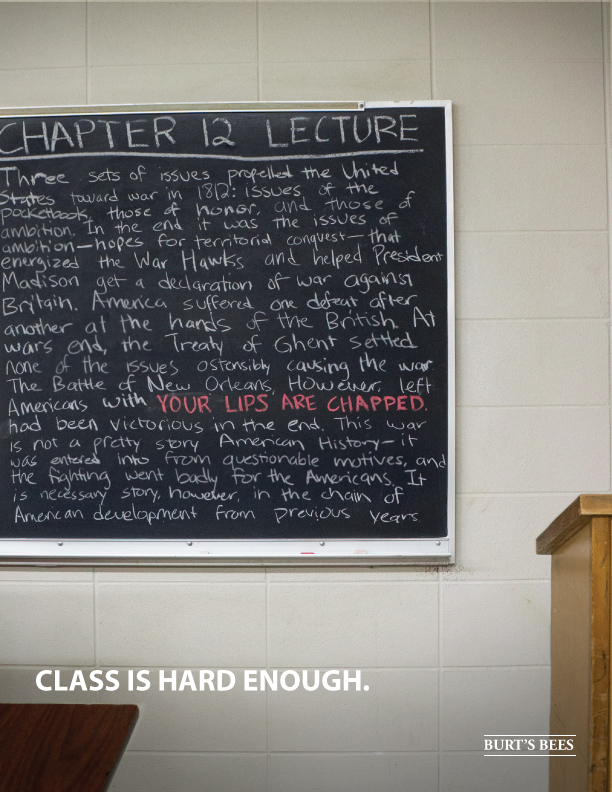 CHAPTER 12 LECTURE
Three sets of issues propelled the United
States toward war in 1812: issues of the
pocketbook, those of honor, and those of
ambition. In the end it was the issues of
ambition—hopes for territorial conquest—that
energized the War Hawks and helped President
Madison get a declaration of war against
Britain. America suffered one defeat after
another at the hands of the British. At
wars end, the Treaty of Ghent settled
none of the issues ostensibly causing the war
The Battle of New Orleans, However, left
Americans with YOUR LIPS ARE CHAPPED.
had been victorious in the end. This war
is not a pretty story American History—it
was entered into from questionable motives, and
the fighting went badly for the Americans. It
is necessary story, however, in the chain of
American development from previous years.
CLASS IS HARD ENOUGH.
BURT'S BEES